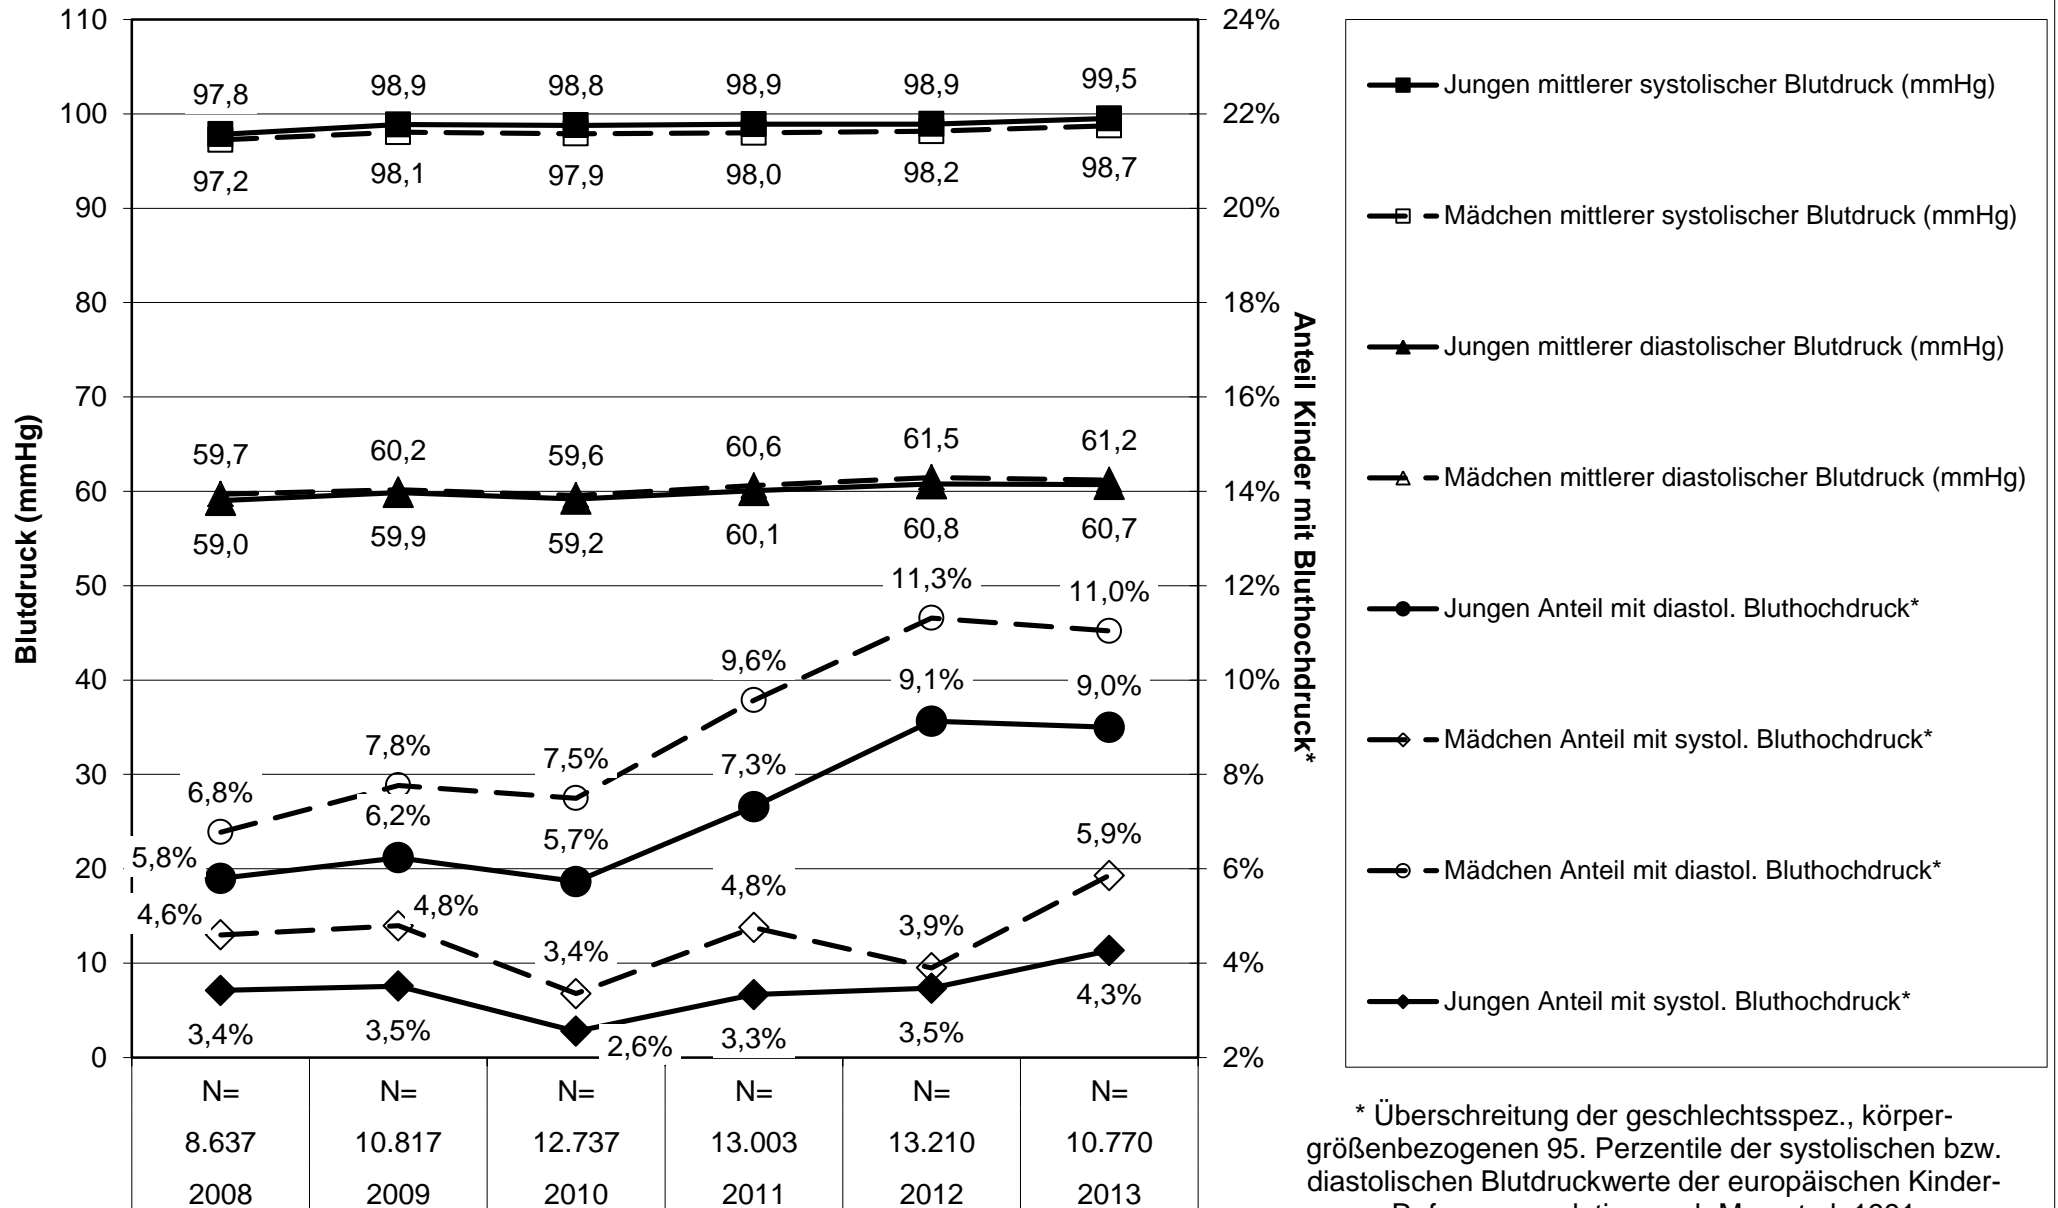 110
100
90
80
70
60
50
40
30
20
10
0
Blutdruck (mmHg)
97,8 98,9 98,8 98,9 98,9 99,5
97,2 98,1 97,9 98,0 98,2 98,7
59,7 60,2 59,6 60,6 61,5 61,2
59,0 59,9 59,2 60,1 60,8 60,7
6,8% 7,8% 7,5% 9,6% 11,3% 11,0%
5,8% 6,2% 5,7% 7,3% 9,1% 9,0%
4,6% 4,8% 3,4% 4,8% 3,9% 5,9%
3,4% 3,5% 2,6% 3,3% 3,5% 4,3%
N= N= N= N= N= N=
8.637 10.817 12.737 13.003 13.210 10.770
2008 2009 2010 2011 2012 2013
24%
22%
20%
18%
16%
14%
12%
10%
8%
6%
4%
2%
Anteil Kinder mit Bluthochdruck*
Jungen mittlerer systolischer Blutdruck (mmHg)
Mädchen mittlerer systolischer Blutdruck (mmHg)
Jungen mittlerer diastolischer Blutdruck (mmHg)
Mädchen mittlerer diastolischer Blutdruck (mmHg)
Jungen Anteil mit diastol. Bluthochdruck*
Mädchen Anteil mit systol. Bluthochdruck*
Mädchen Anteil mit diastol. Bluthochdruck*
Jungen Anteil mit systol. Bluthochdruck*
* Überschreitung der geschlechtsspez., körper-
größenbezogenen 95. Perzentile der systolischen bzw.
diastolischen Blutdruckwerte der europäischen Kinder-